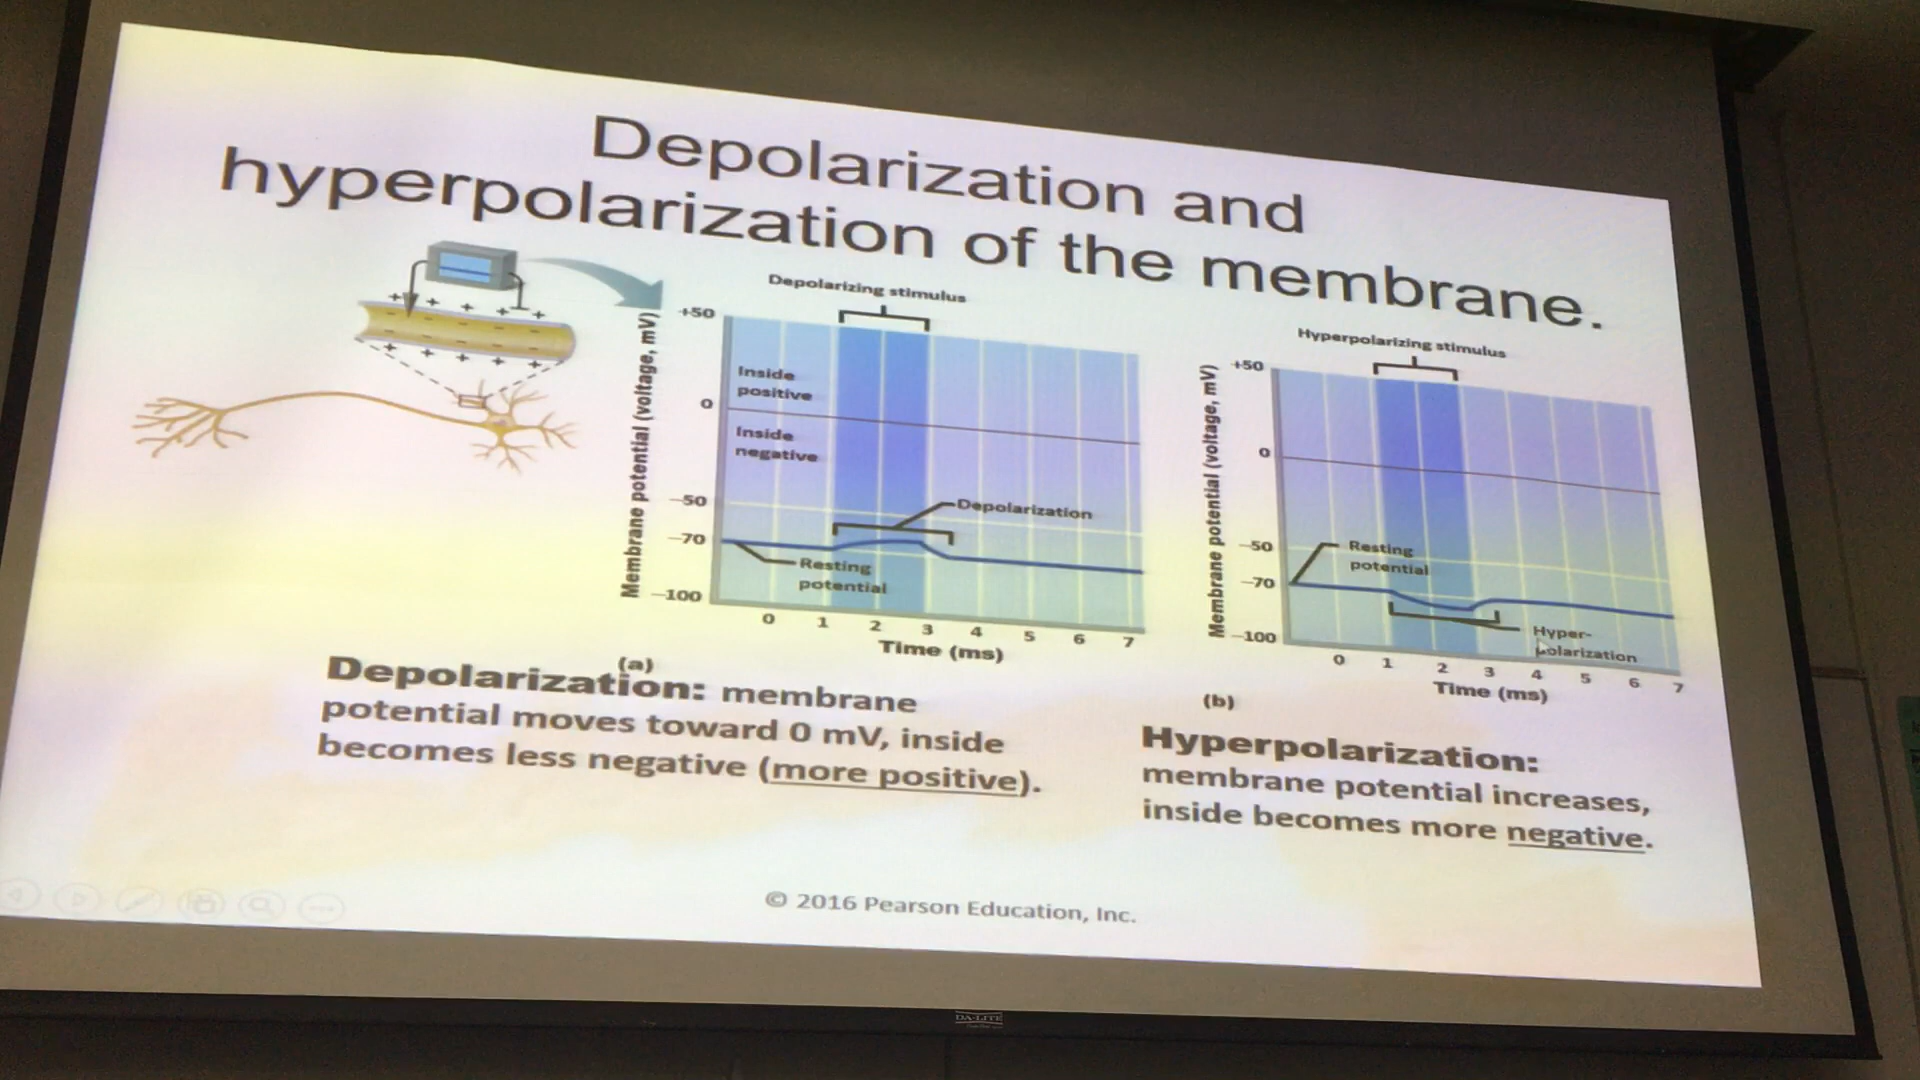 Depolarization and
hyperpolarization of the membrane.
Depolarizing stimulus
Membrane potential (voltage, mV)
+50
0
−50
−70
−100
Inside
positive
Inside
negative
Depolarization
Resting
potential
0 1 2 3 4 5 6 7
Time (ms)
(a)
Depolarization: membrane
potential moves toward 0 mV, inside
becomes less negative (more positive).
Hyperpolarizing stimulus
Membrane potential (voltage, mV)
+50
0
−50
−70
−100
Resting
potential
Hyper-
polarization
0 1 2 3 4 5 6 7
Time (ms)
(b)
Hyperpolarization:
membrane potential increases,
inside becomes more negative.
© 2016 Pearson Education, Inc.
DA-LITE